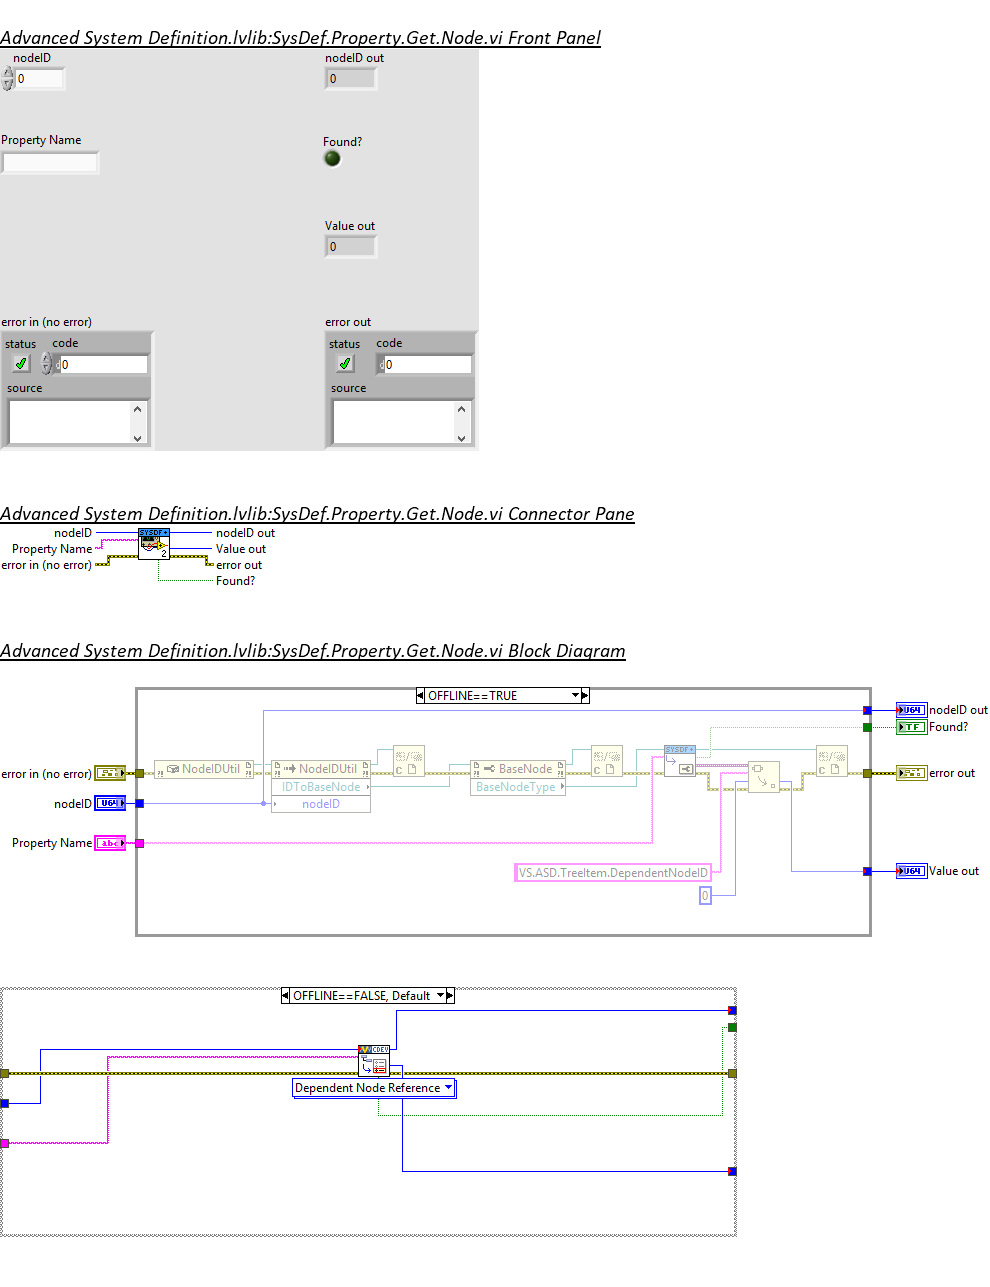 Advanced System Definition.lvlib:SysDef.Property.Get.Node.vi Front Panel
nodeID
nodeID out
0
0
Property Name
Found?
Value out
0
error in (no error)
error out
status code
status code
d 0
d 0
source
source
Advanced System Definition.lvlib:SysDef.Property.Get.Node.vi Connector Pane
nodeID
SYSDF+
nodeID out
Property Name
2
Value out
error in (no error)
error out
Found?
Advanced System Definition.lvlib:SysDef.Property.Get.Node.vi Block Diagram
OFFLINE==TRUE
U64
nodeID out
TF
Found?
SYSDF+
error in (no error)
NodeIDUtil
NodeIDUtil
BaseNode
error out
IDToBaseNode
BaseNodeType
nodeID
U64
nodeID
Property Name
abc
VS.ASD.TreeItem.DependentNodeID
U64
Value out
0
OFFLINE==FALSE, Default
CDEV
Dependent Node Reference